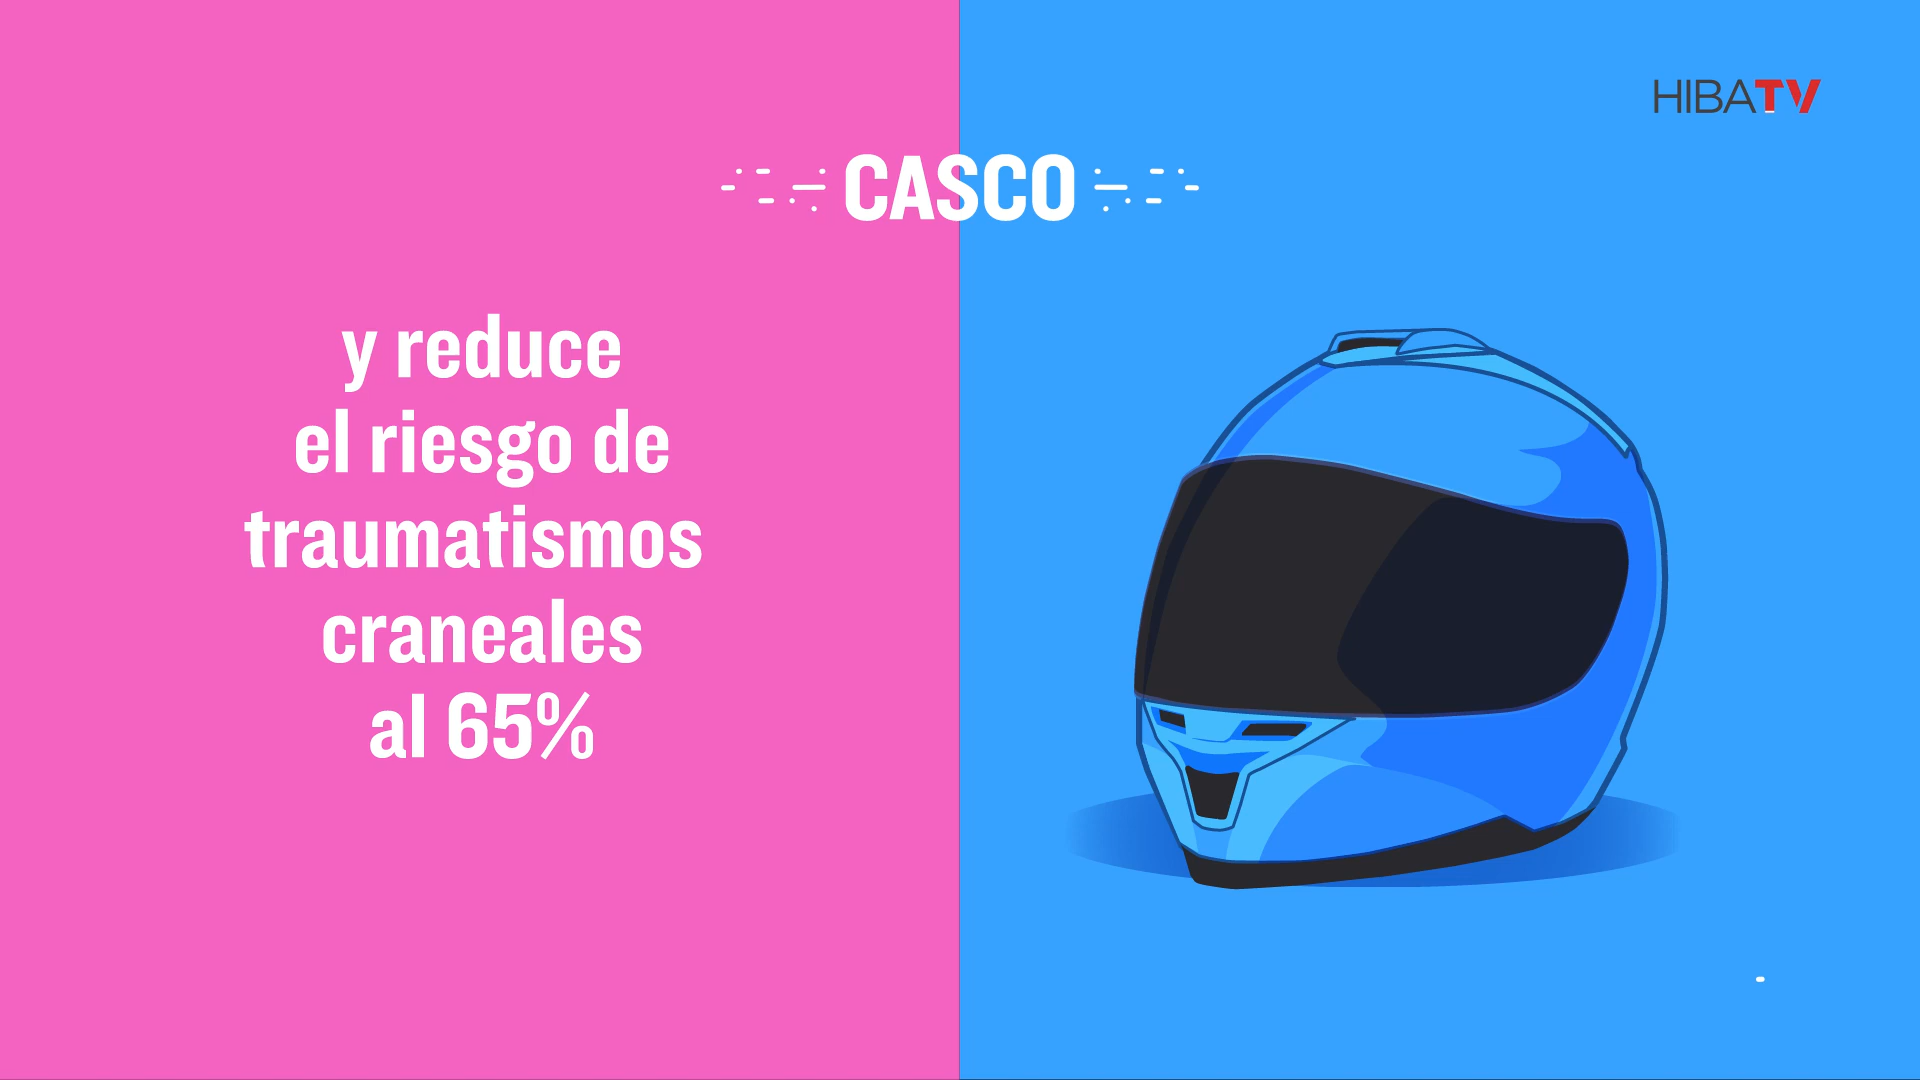 HIBATV
CASCO
y reduce
el riesgo de
traumatismos
craneales
al 65%